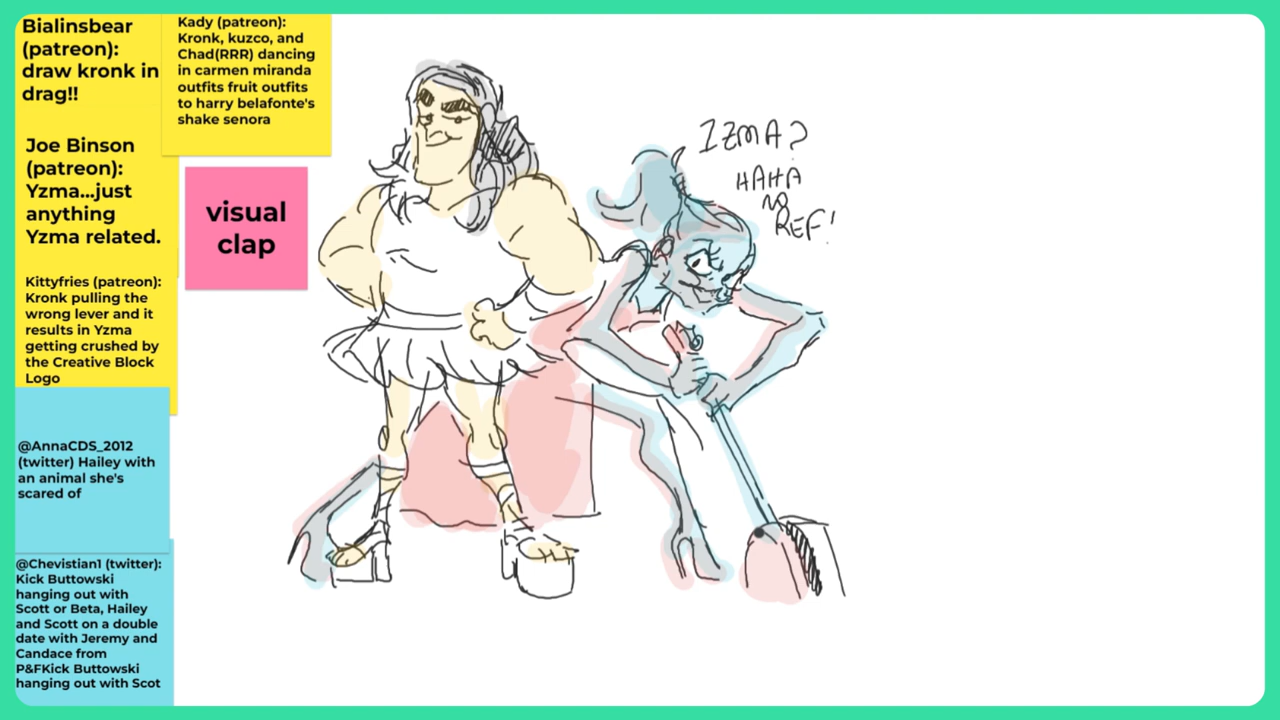 Bialinsbear
(patreon):
draw kronk in
drag!!
Kady (patreon):
Kronk, kuzco, and
Chad(RRR) dancing
in carmen miranda
outfits fruit outfits
to harry belafonte's
shake senora
Joe Binson
(patreon):
Yzma...just
anything
Yzma related.
visual
clap
Kittyfries (patreon):
Kronk pulling the
wrong lever and it
results in Yzma
getting crushed by
the Creative Block
Logo
@AnnaCDS_2012
(twitter) Hailey with
an animal she's
scared of
@Chevistian1 (twitter):
Kick Buttowski
hanging out with
Scott or Beta, Hailey
and Scott on a double
date with Jeremy and
Candace from
P&FKick Buttowski
hanging out with Scot
IZMA?
HAHA
NO
REF!